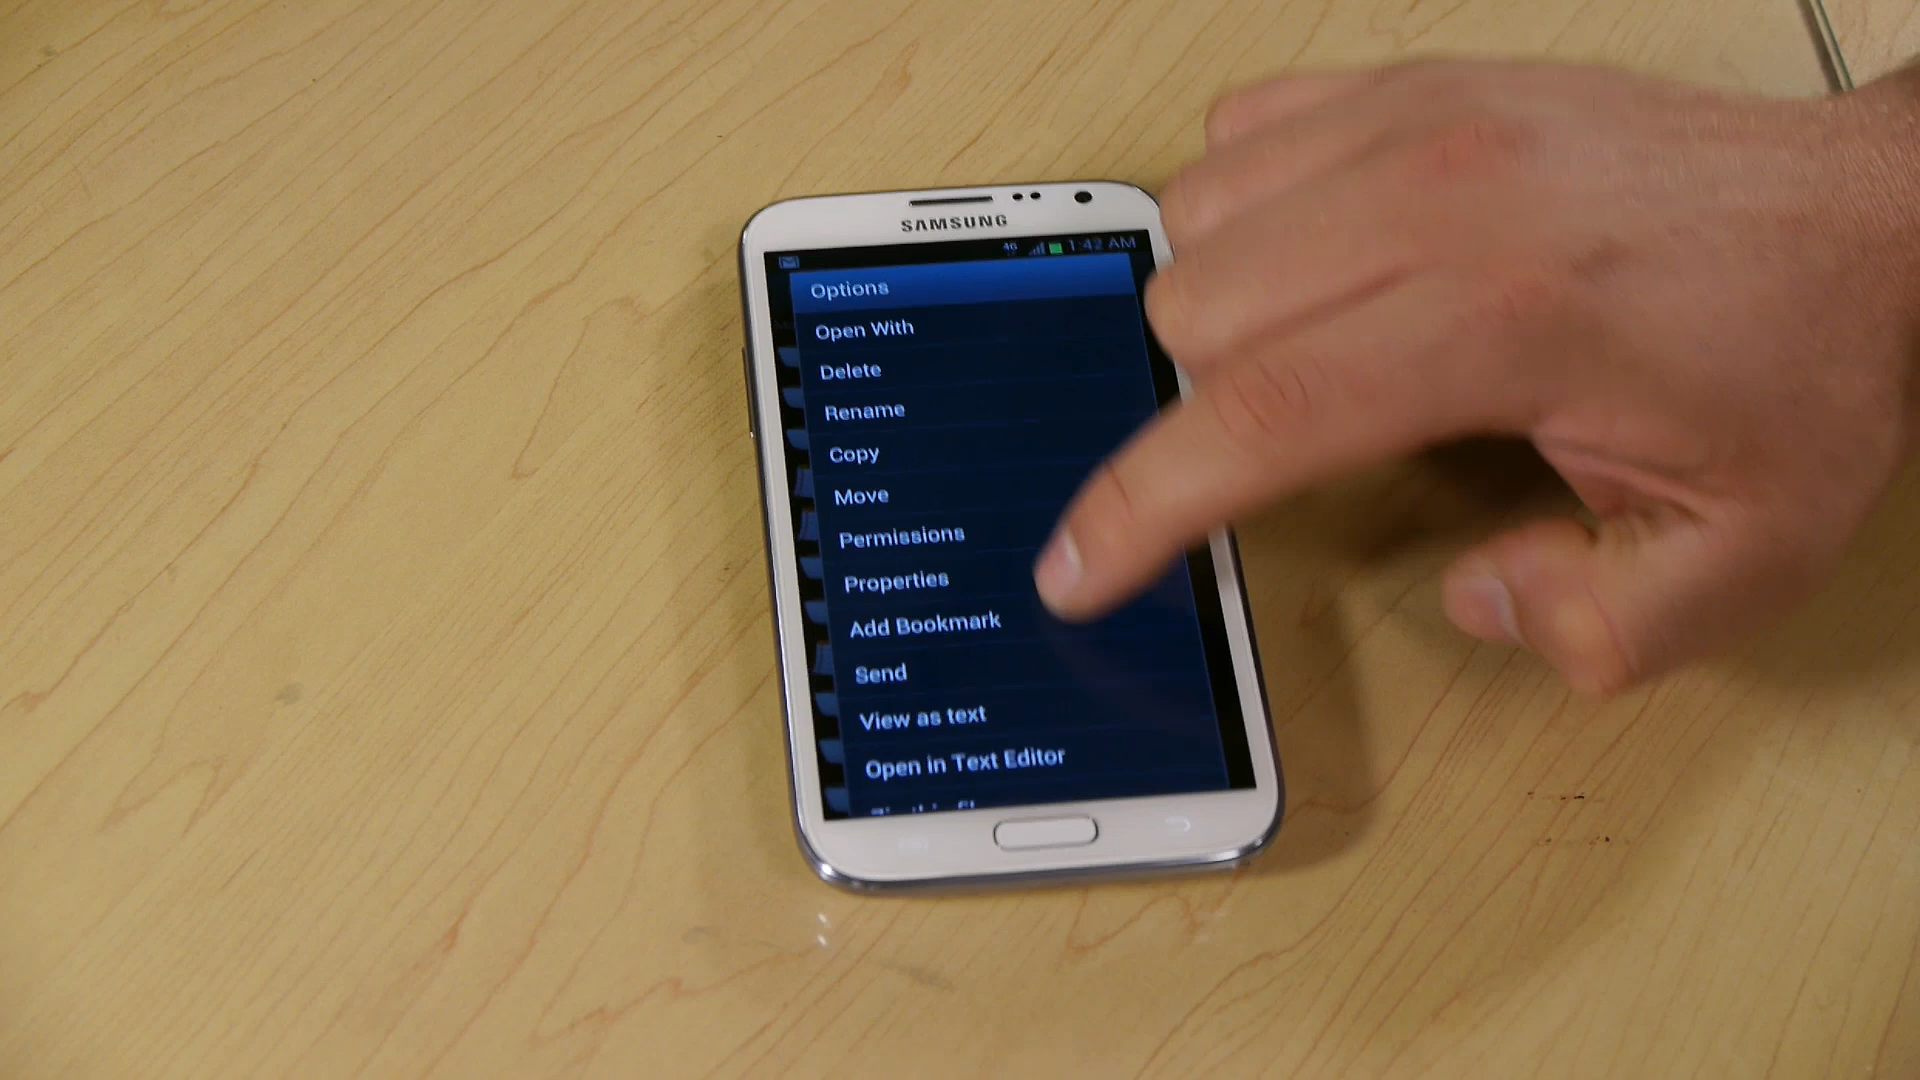 SAMSUNG
4G 1:42 AM
Options
Open With
Delete
Rename
Copy
Move
Permissions
Properties
Add Bookmark
Send
View as text
Open in Text Editor